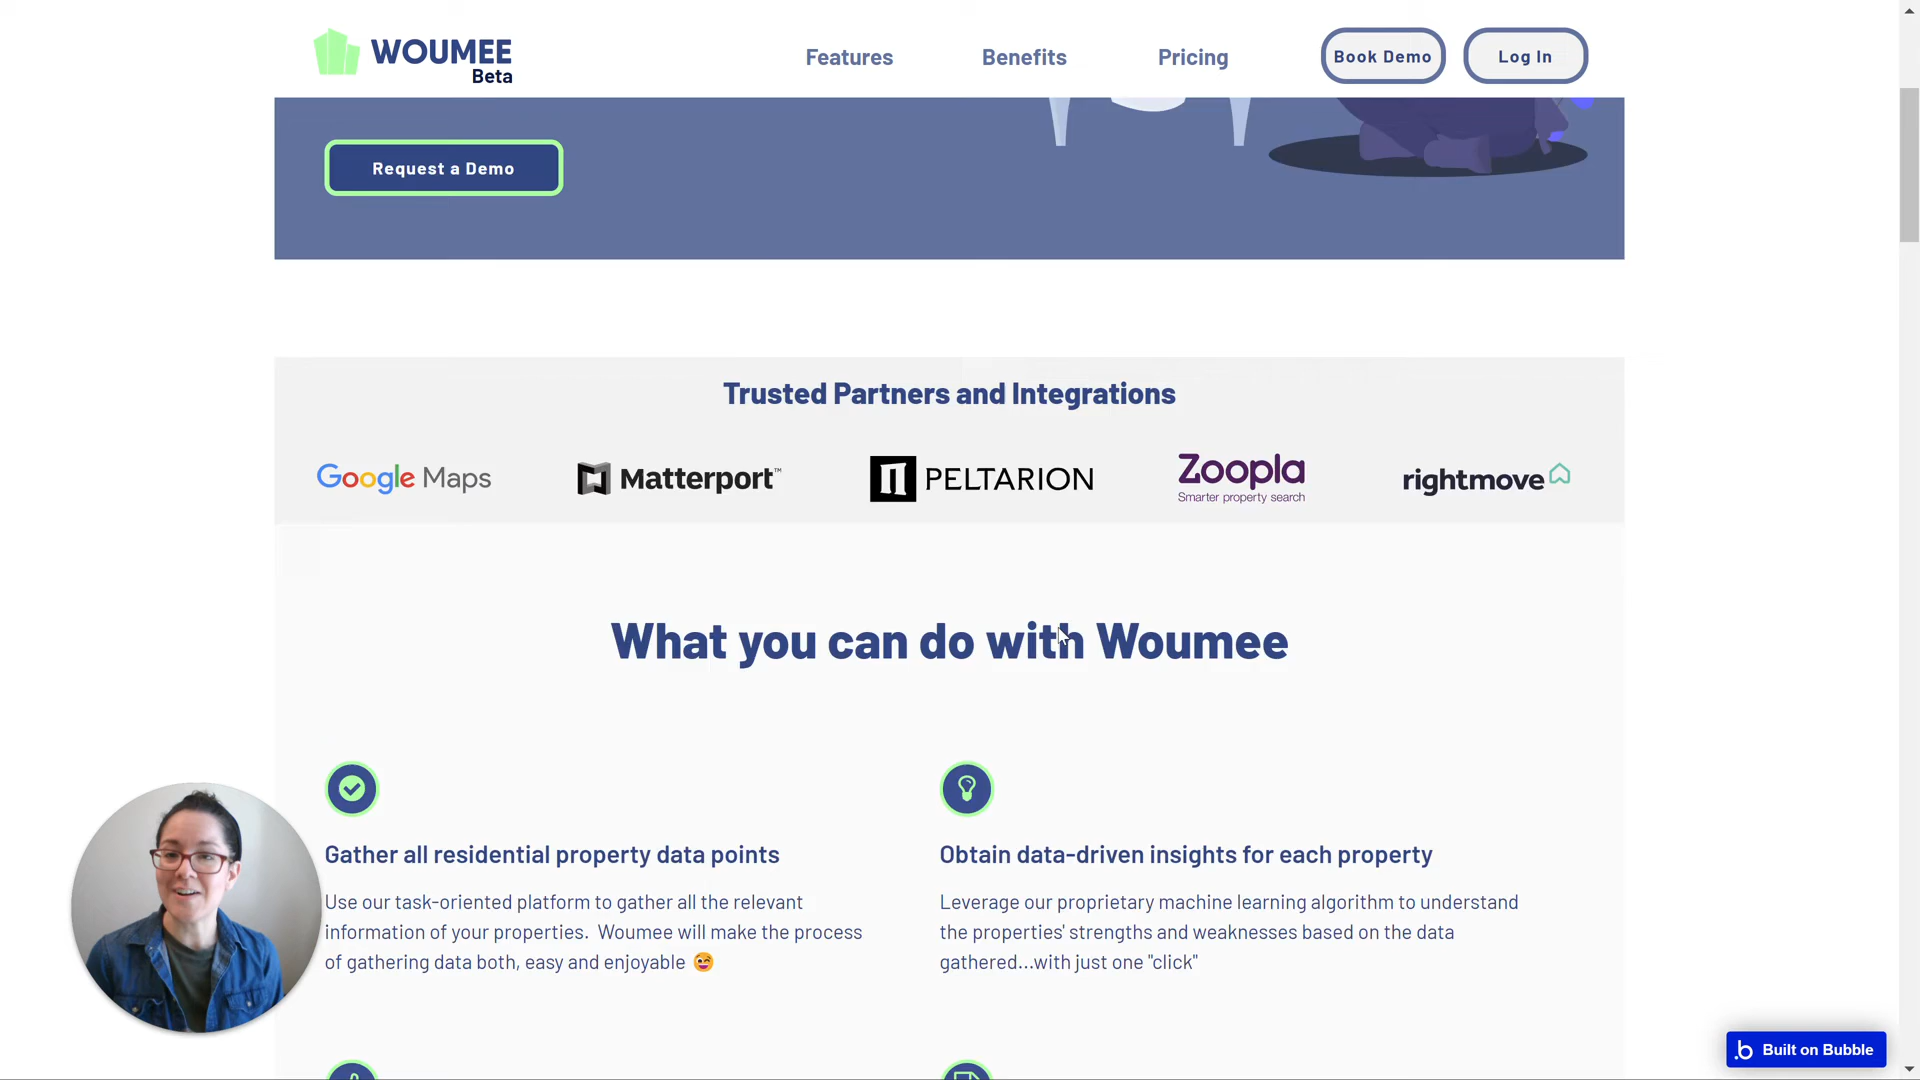 WOUMEE
Beta
Features
Benefits
Pricing
Book Demo
Log In
Request a Demo
Trusted Partners and Integrations
Google Maps
Matterport™
PELTARION
Zoopla
Smarter property search
rightmove
What you can do with Woumee
Gather all residential property data points
Use our task-oriented platform to gather all the relevant
information of your properties.  Woumee will make the process
of gathering data both, easy and enjoyable 😄
Obtain data-driven insights for each property
Leverage our proprietary machine learning algorithm to understand
the properties' strengths and weaknesses based on the data
gathered...with just one "click"
Built on Bubble